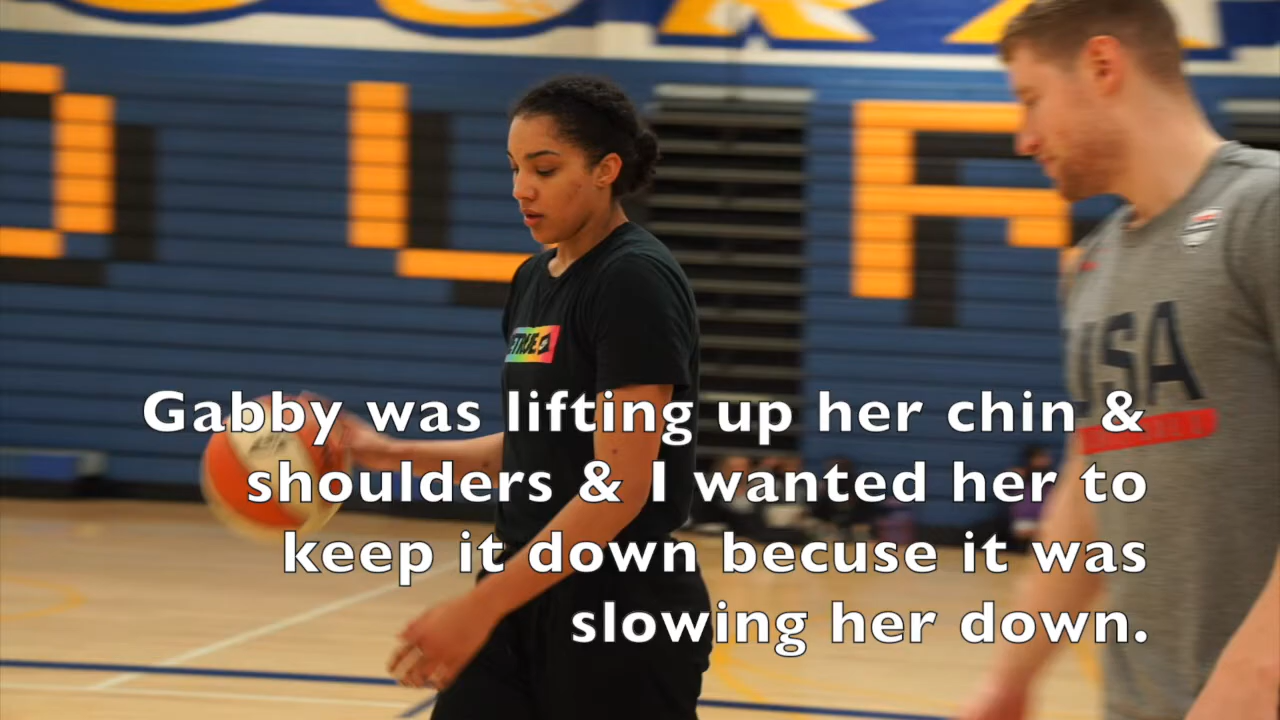 ETRUE
USA
Gabby was lifting up her chin &
shoulders & I wanted her to
keep it down becuse it was
slowing her down.